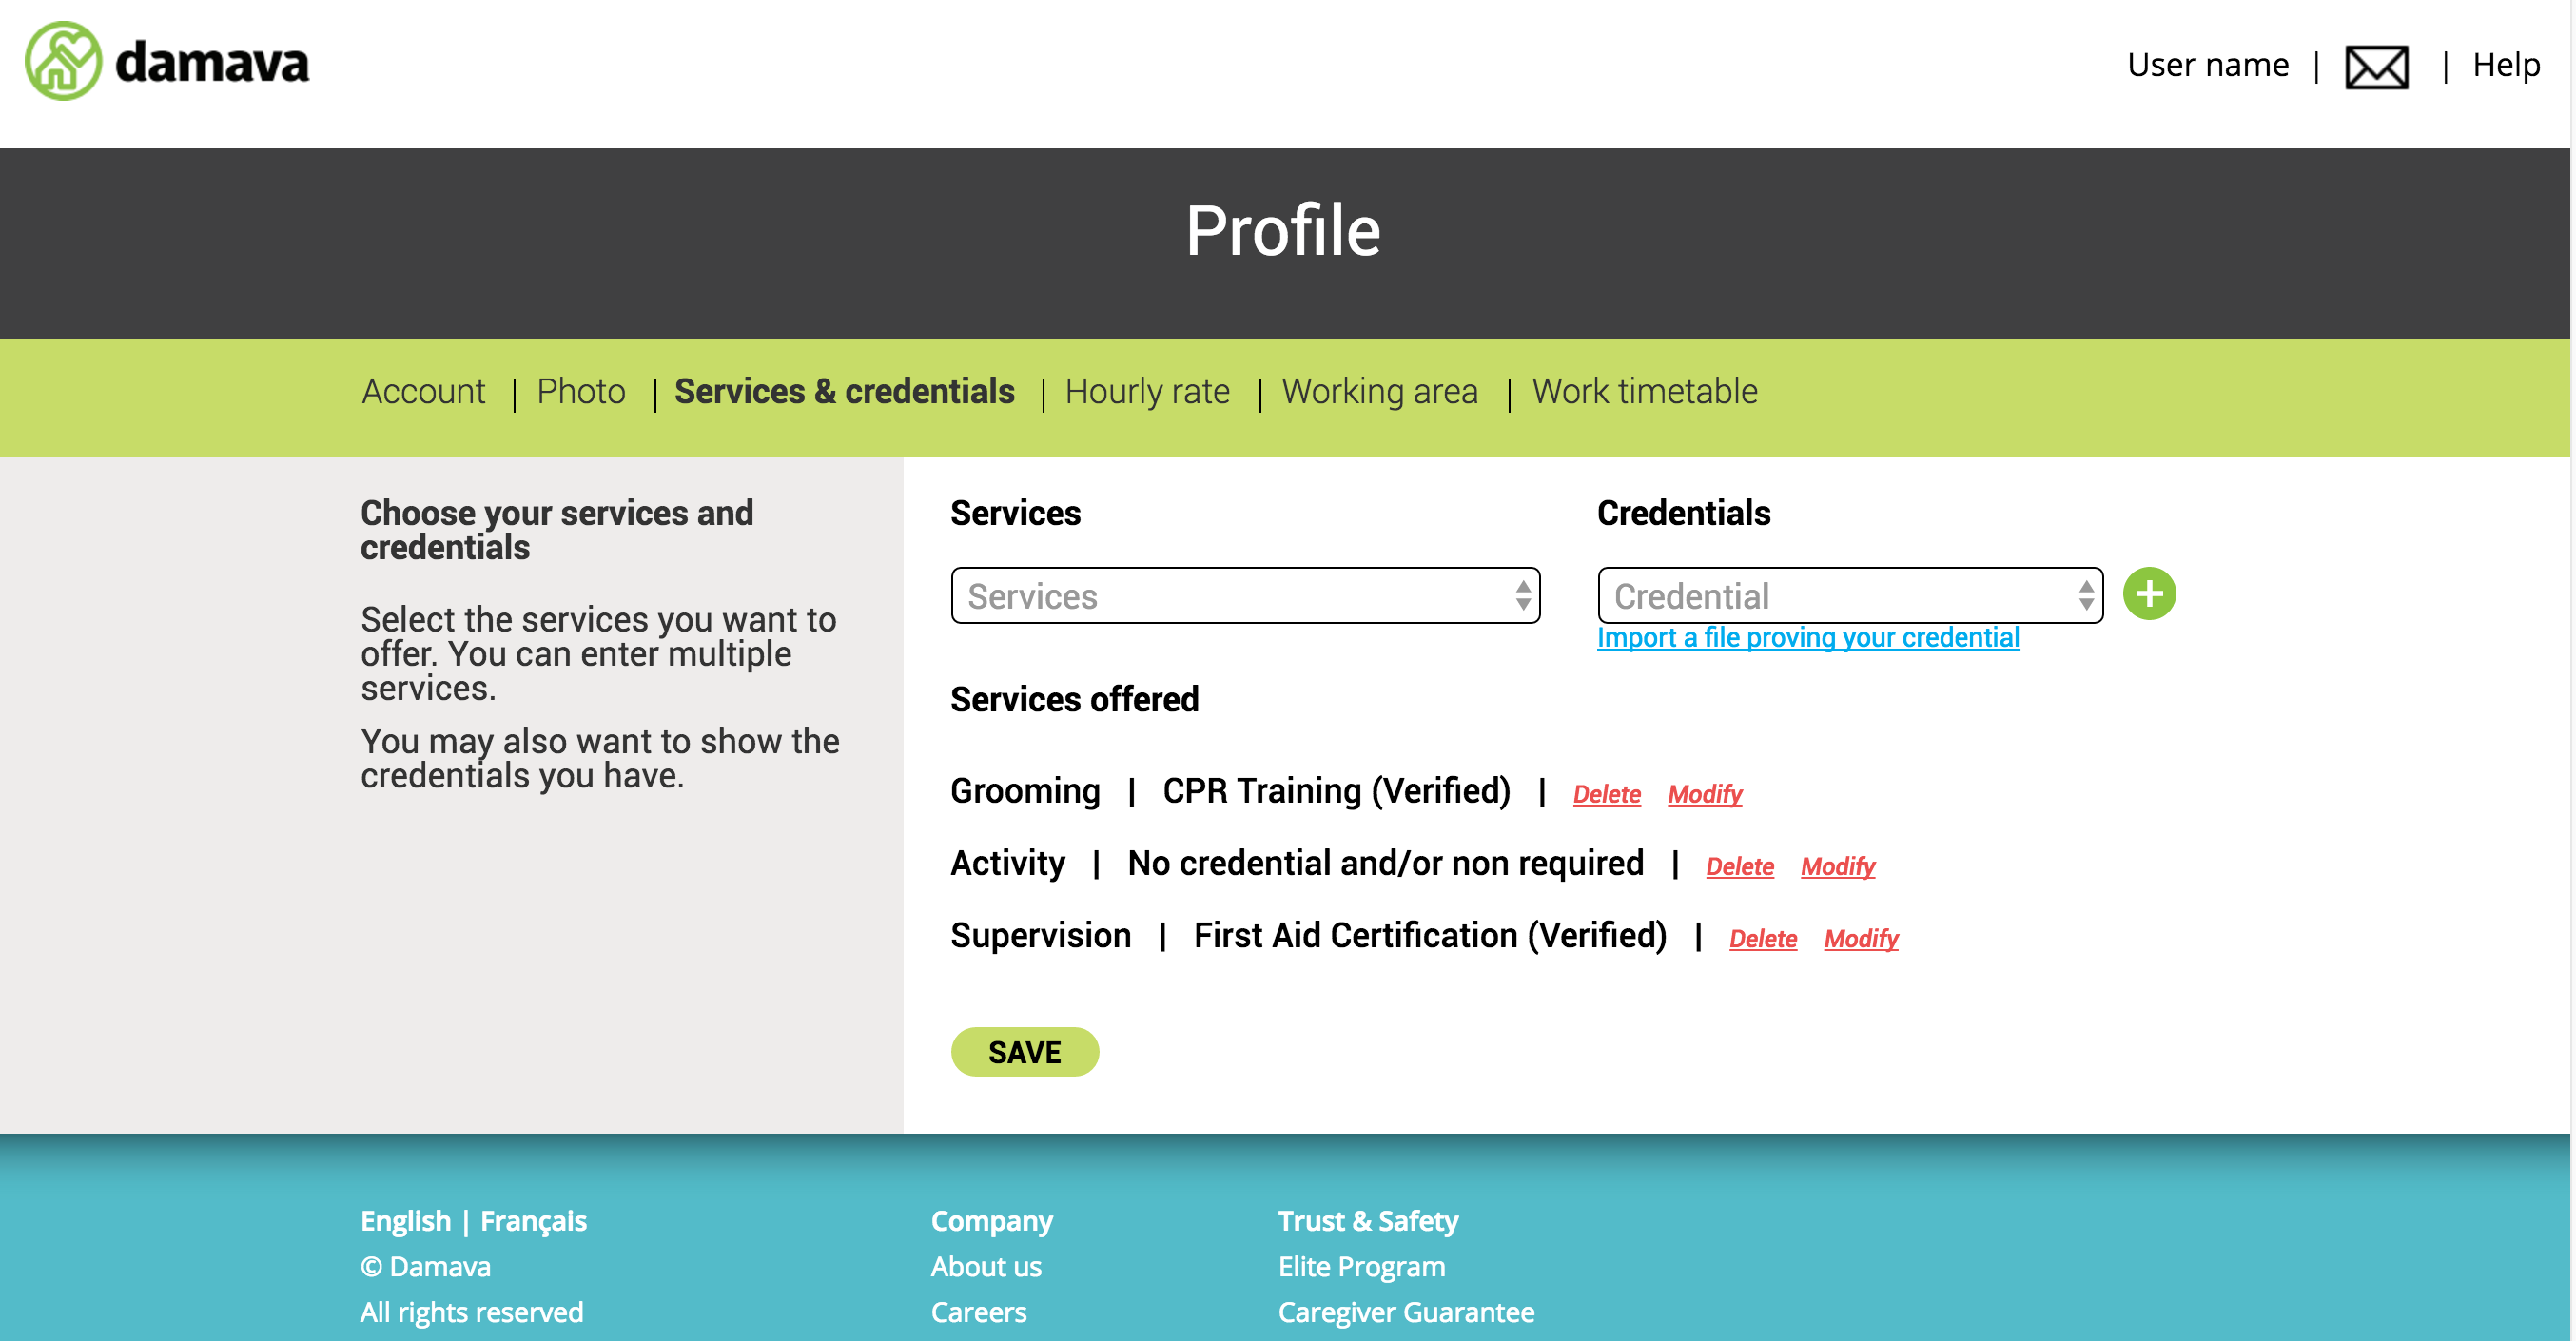 damava
User name | | Help
Profile
Account | Photo | Services & credentials | Hourly rate | Working area | Work timetable
Choose your services and
credentials
Select the services you want to
offer. You can enter multiple
services.
You may also want to show the
credentials you have.
Services
Credentials
Services
Credential
Import a file proving your credential
Services offered
Grooming | CPR Training (Verified) | Delete Modify
Activity | No credential and/or non required | Delete Modify
Supervision | First Aid Certification (Verified) | Delete Modify
SAVE
English | Français
© Damava
All rights reserved
Company
About us
Careers
Trust & Safety
Elite Program
Caregiver Guarantee